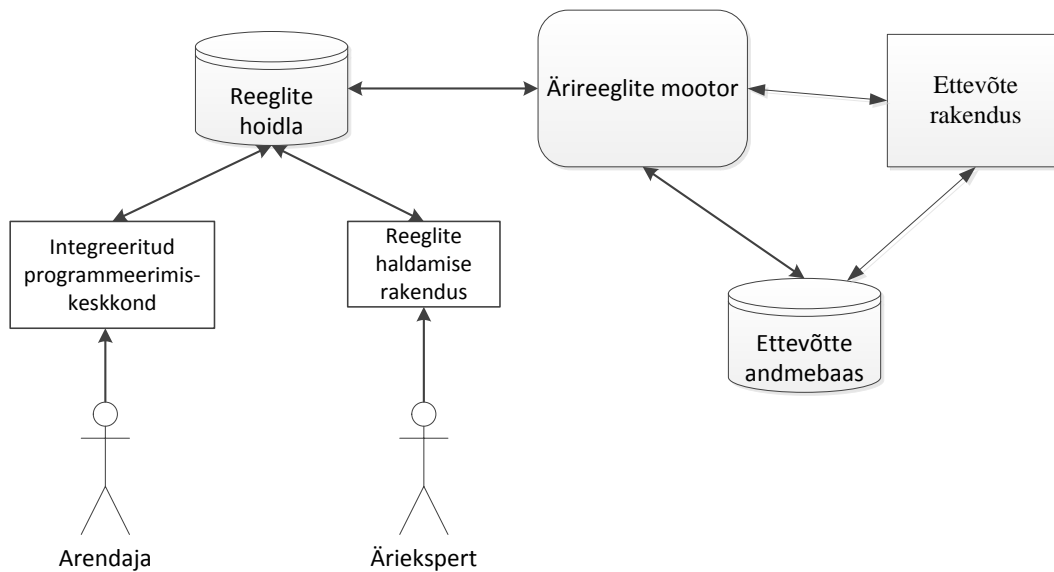 Reeglite
hoidla
Ärireeglite mootor
Ettevõte
rakendus
Integreeritud
programmeerimis-
keskkond
Reeglite
haldamise
rakendus
Ettevõtte
andmebaas
Arendaja
Äriekspert